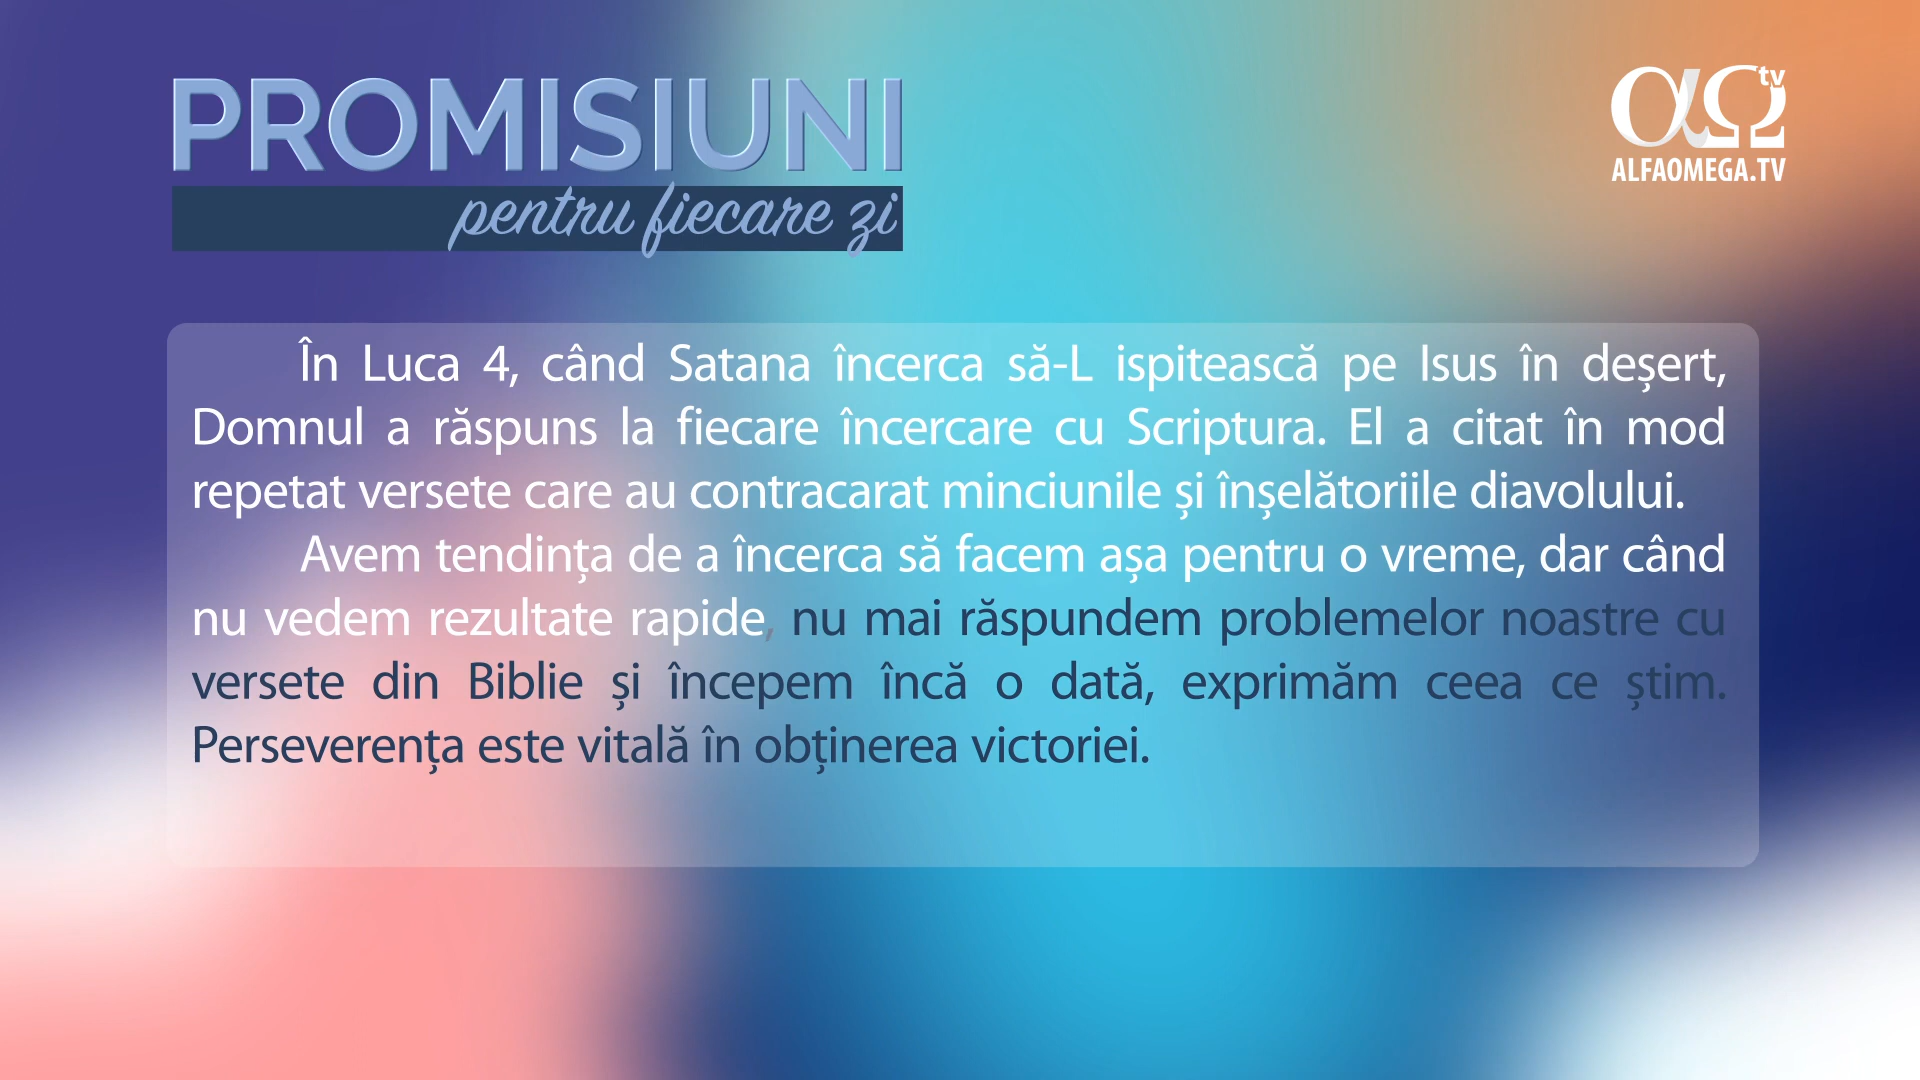 PROMISIUNI
pentru fiecare zi
αΩ tv
ALFAOMEGA.TV
În Luca 4, când Satana încerca să-L ispitească pe Isus în deșert,
Domnul a răspuns la fiecare încercare cu Scriptura. El a citat în mod
repetat versete care au contracarat minciunile și înșelătoriile diavolului.
Avem tendința de a încerca să facem așa pentru o vreme, dar când
nu vedem rezultate rapide, nu mai răspundem problemelor noastre cu
versete din Biblie și începem încă o dată, exprimăm ceea ce știm.
Perseverența este vitală în obținerea victoriei.